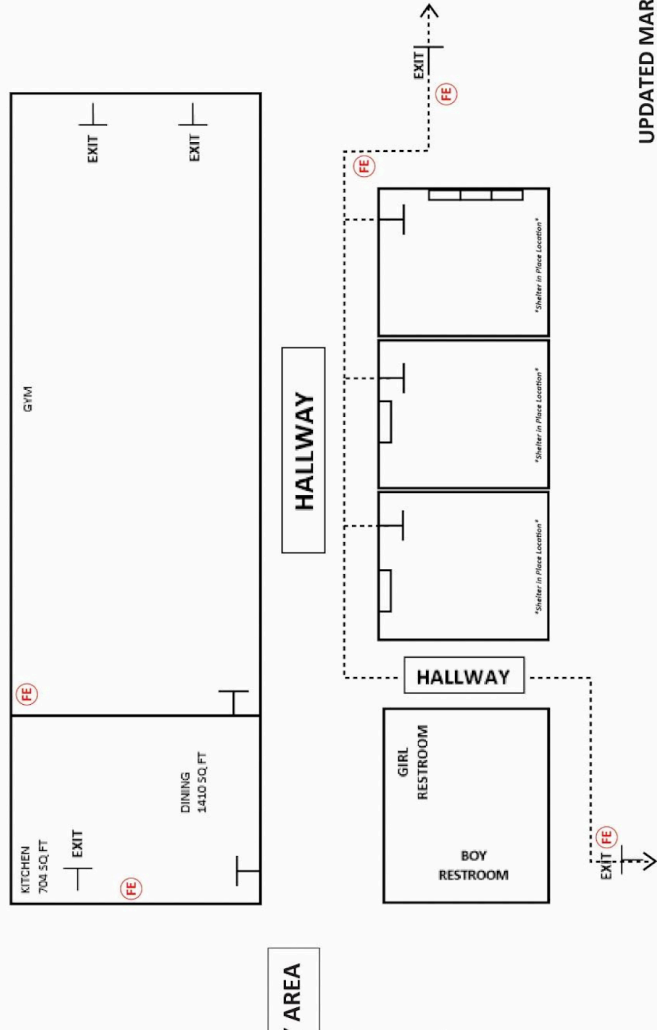 UPDATED MAR
EXIT
FE
FE
EXIT
EXIT
GYM
HALLWAY
*Shelter in Place Location*
*Shelter in Place Location*
*Shelter in Place Location*
FE
HALLWAY
DINING
1410 SQ FT
KITCHEN
704 SQ FT
EXIT
FE
GIRL
RESTROOM
BOY
RESTROOM
EXIT
FE
AREA